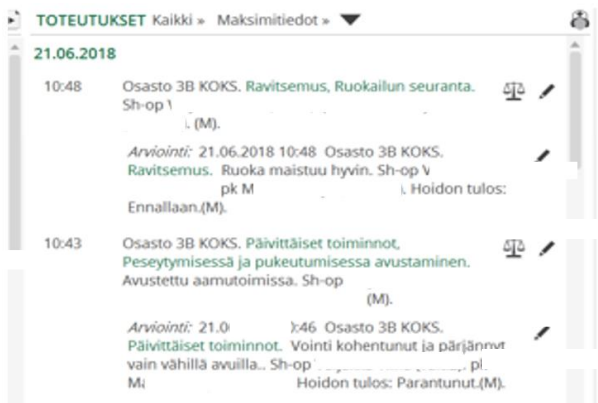 TOTEUTUKSET Kaikki » Maksimitiedot »
21.06.2018
10:48 Osasto 3B KOKS. Ravitsemus, Ruokailun seuranta.
Sh-op
. (M).
Arviointi: 21.06.2018 10:48 Osasto 3B KOKS.
Ravitsemus. Ruoka maistuu hyvin. Sh-op
pk M . Hoidon tulos:
Ennallaan.(M).
10:43 Osasto 3B KOKS. Päivittäiset toiminnot,
Peseytymisessä ja pukeutumisessa avustaminen.
Avustettu aamutoimissa. Sh-op
(M).
Arviointi: 21.0 :46 Osasto 3B KOKS.
Päivittäiset toiminnot. Vointi kohentunut ja pärjännyt
vain vähillä avuilla.. Sh-op
Hoidon tulos: Parantunut.(M).